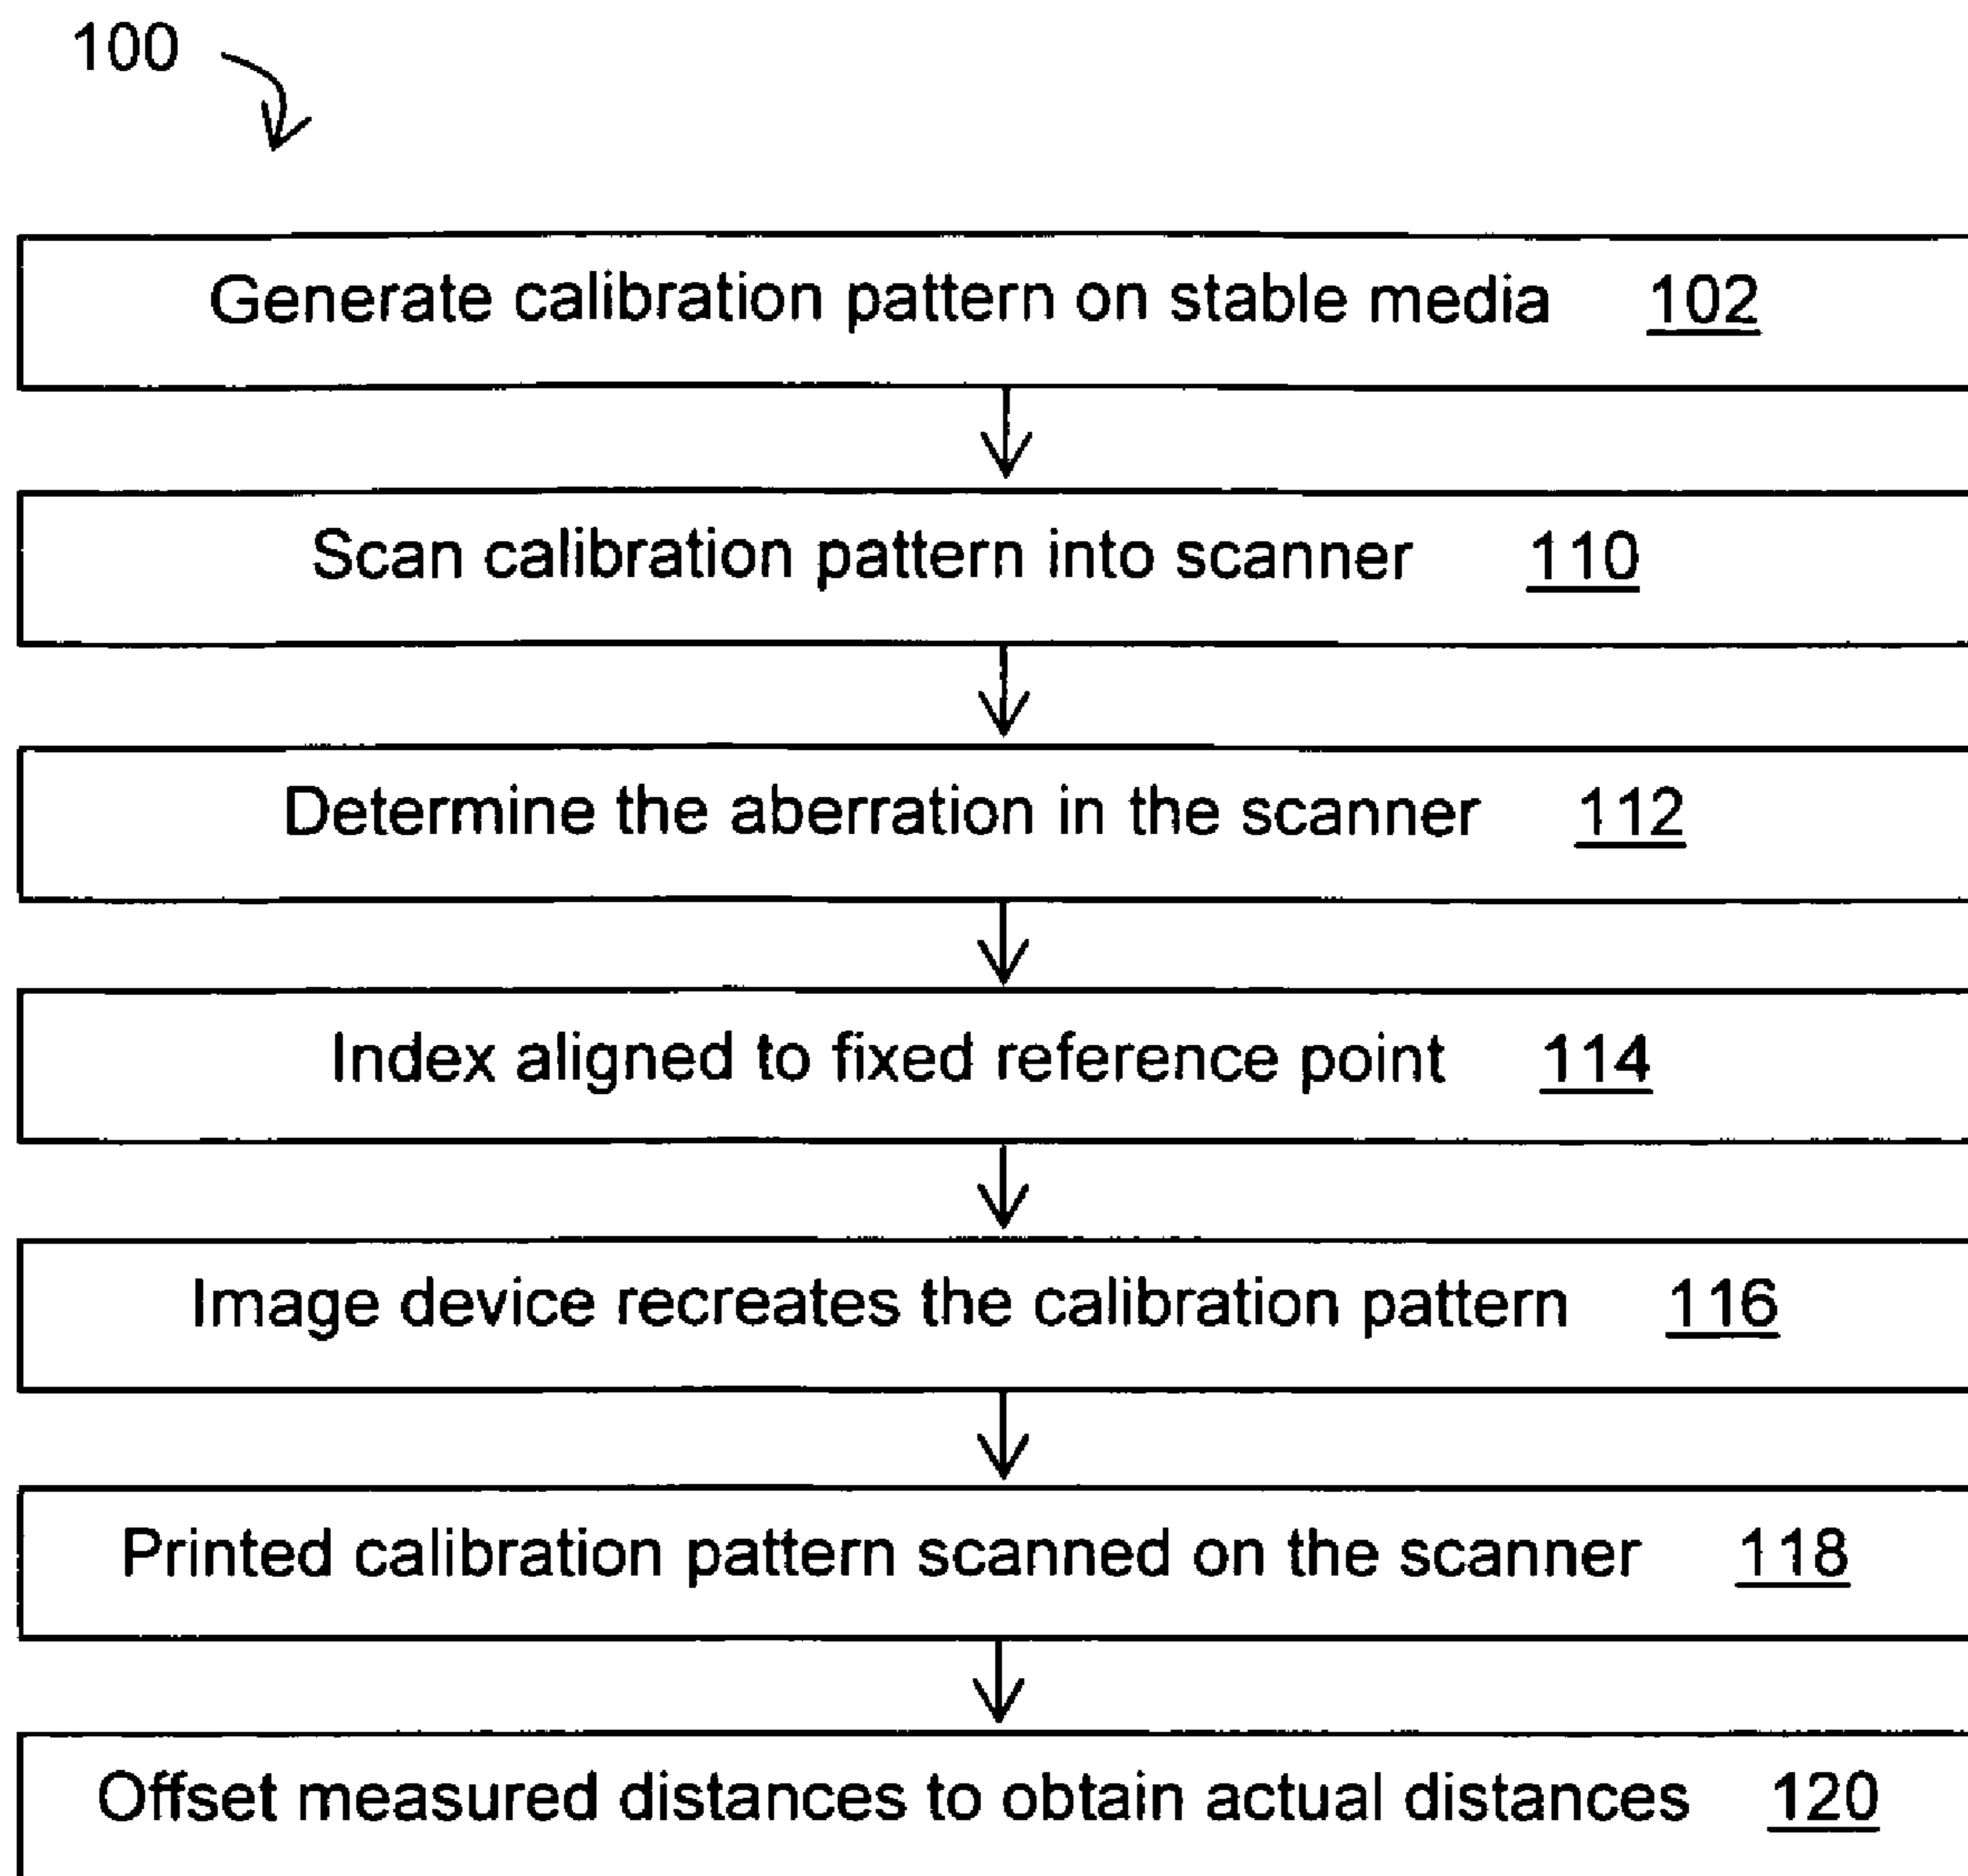 100
Generate calibration pattern on stable media 102
Scan calibration pattern into scanner 110
Determine the aberration in the scanner 112
Index aligned to fixed reference point 114
Image device recreates the calibration pattern 116
Printed calibration pattern scanned on the scanner 118
Offset measured distances to obtain actual distances 120